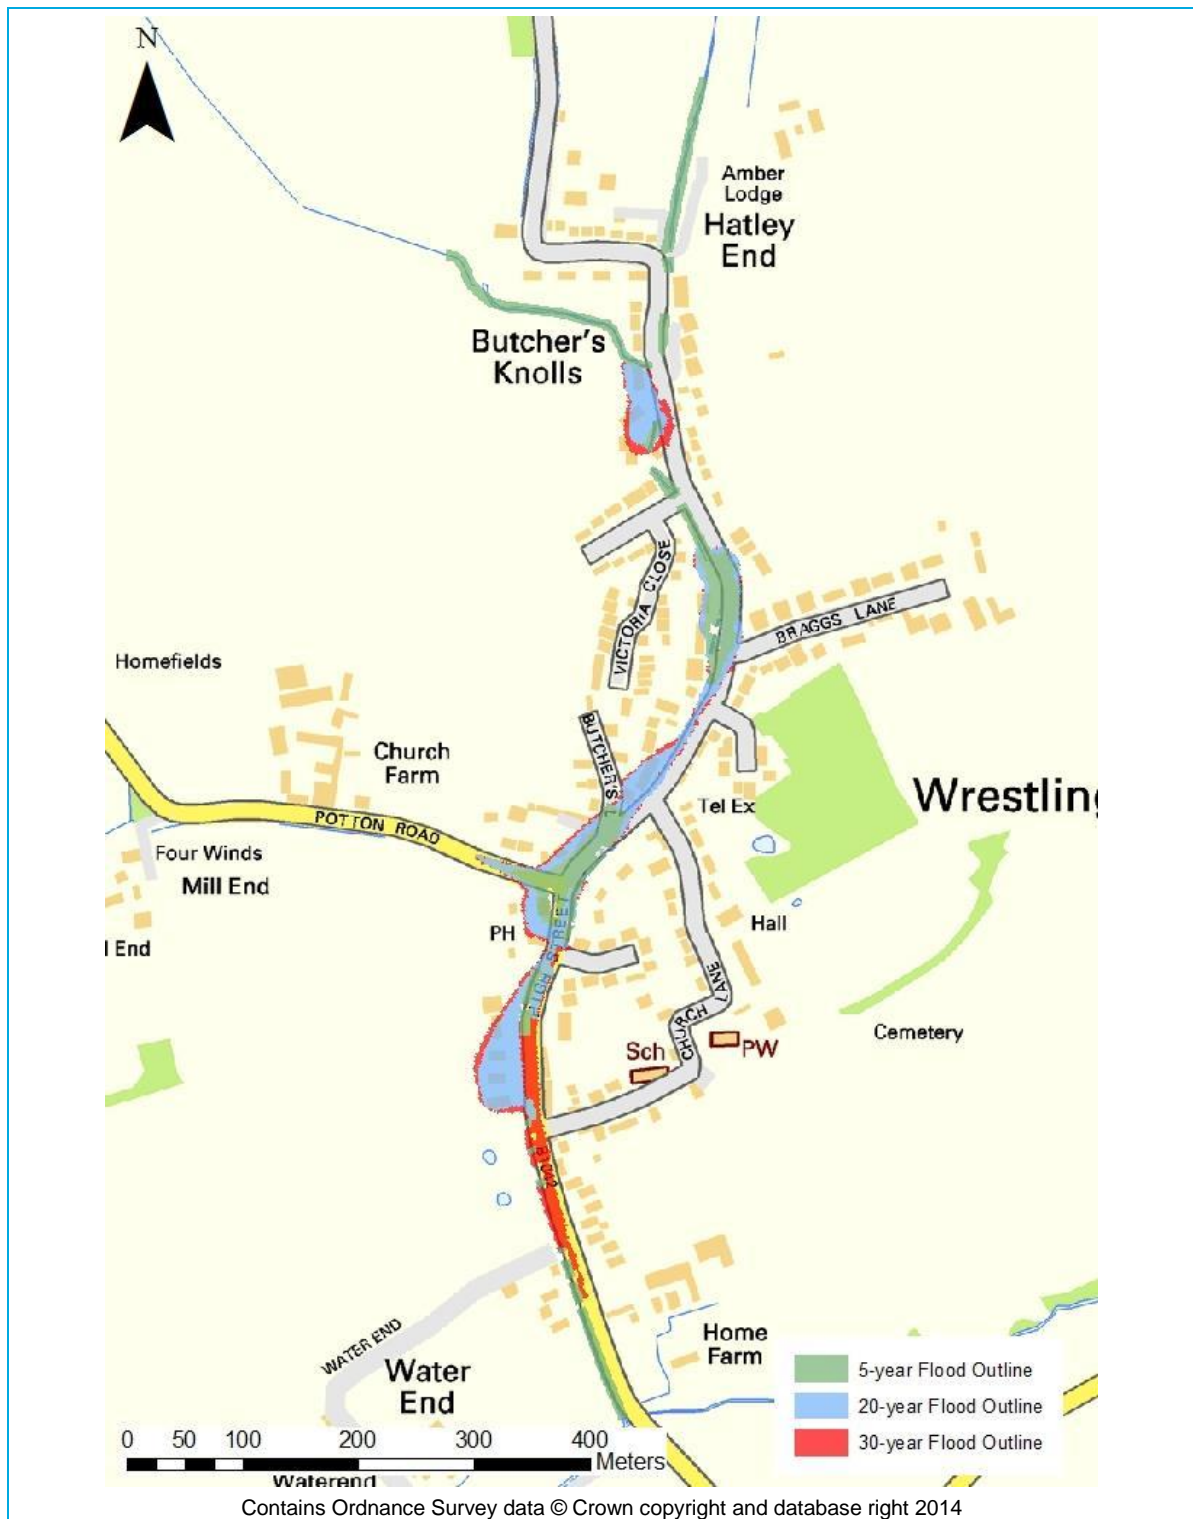 N
Amber
Lodge
Hatley
End
Butcher's
Knolls
VICTORIA CLOSE
BRAGGS LANE
Homefields
BUTCHER'S
Church
Farm
Wrestling
Tel Ex
POTTON ROAD
Four Winds
Mill End
Hall
PH
HIGH STREET
l End
CHURCH LANE
Cemetery
Sch
PW
B1042
WATER END
Home
Farm
Water
End
5-year Flood Outline
20-year Flood Outline
30-year Flood Outline
0 50 100 200 300 400
Meters
Waterend
Contains Ordnance Survey data © Crown copyright and database right 2014